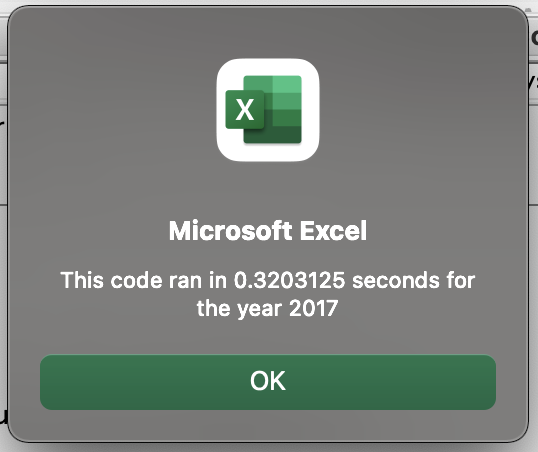 X
Microsoft Excel
This code ran in 0.3203125 seconds for
the year 2017
OK